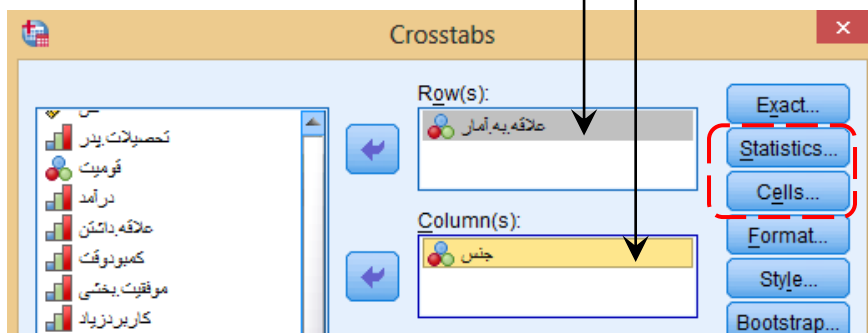 Crosstabs
Row(s):
علاقه.به.آمار
Exact...
تحصیلات.پدر
Statistics...
قومیت
Cells...
درآمد
Column(s):
علاقه.داشتن
Format...
جنس
کمبودوقت
Style...
موفقیت.بخشی
کاربردزیاد
Bootstrap...